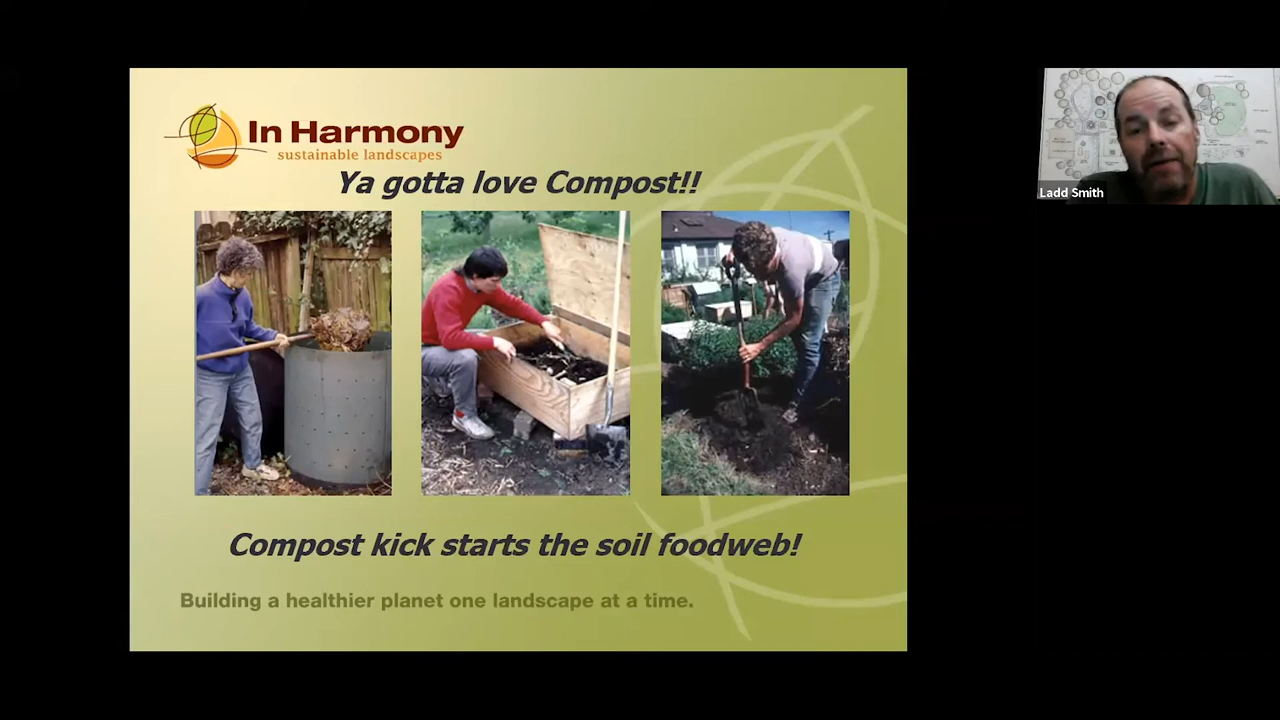 In Harmony
sustainable landscapes
Ya gotta love Compost!!
Compost kick starts the soil foodweb!
Building a healthier planet one landscape at a time.
Ladd Smith